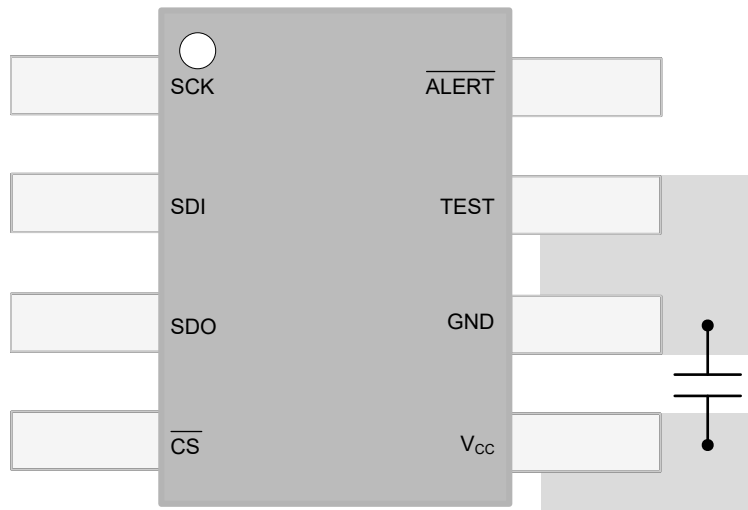 SCK
ALERT
SDI
TEST
SDO
GND
CS
VCC